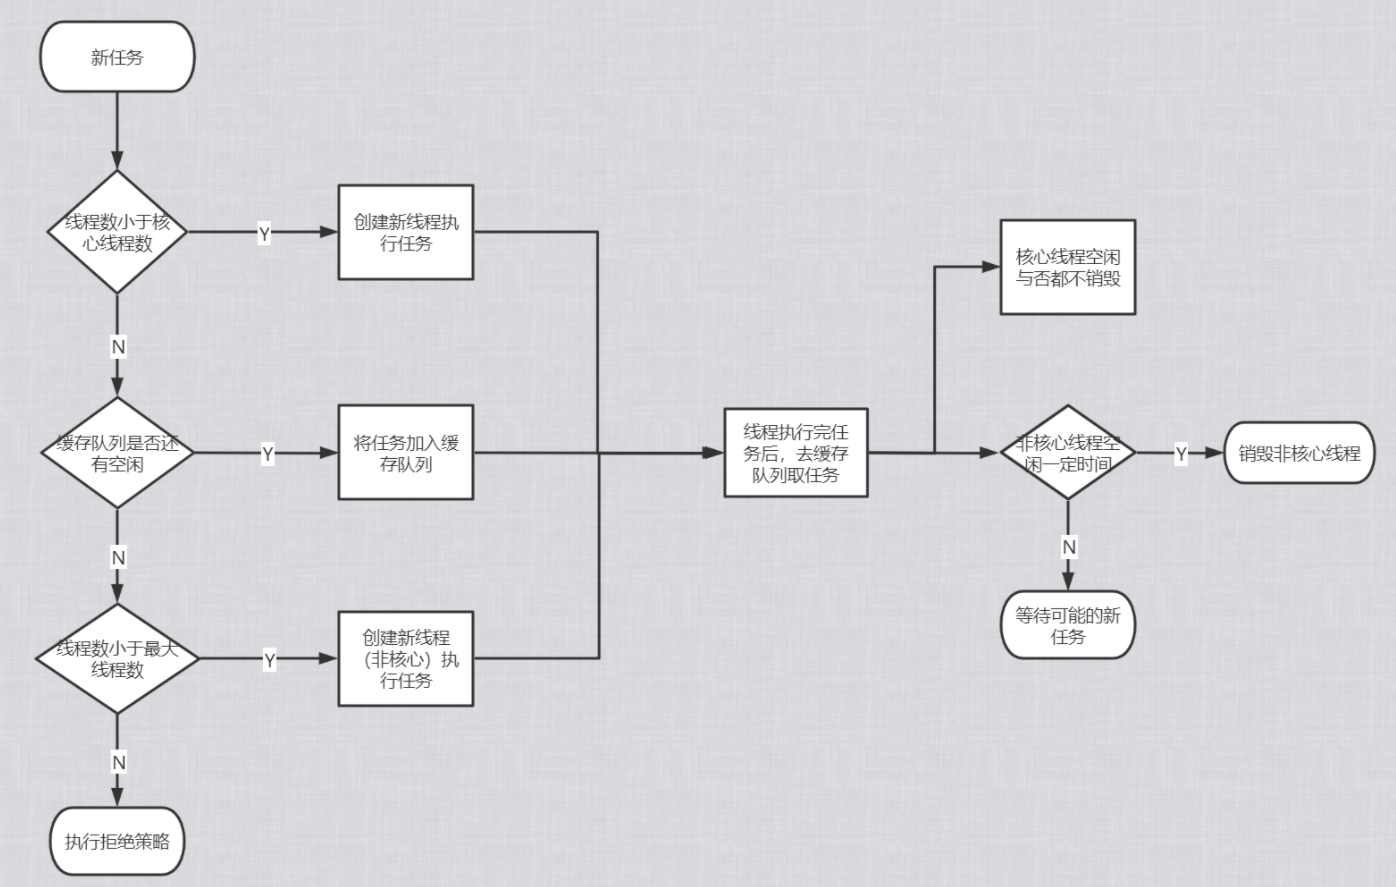 新任务
线程数小于核
心线程数
Y
创建新线程执
行任务
N
缓存队列是否还
有空闲
Y
将任务加入缓
存队列
N
线程数小于最大
线程数
Y
创建新线程
（非核心）执
行任务
N
执行拒绝策略
线程执行完任
务后，去缓存
队列取任务
核心线程空闲
与否都不销毁
非核心线程空
闲一定时间
Y
销毁非核心线程
N
等待可能的新
任务